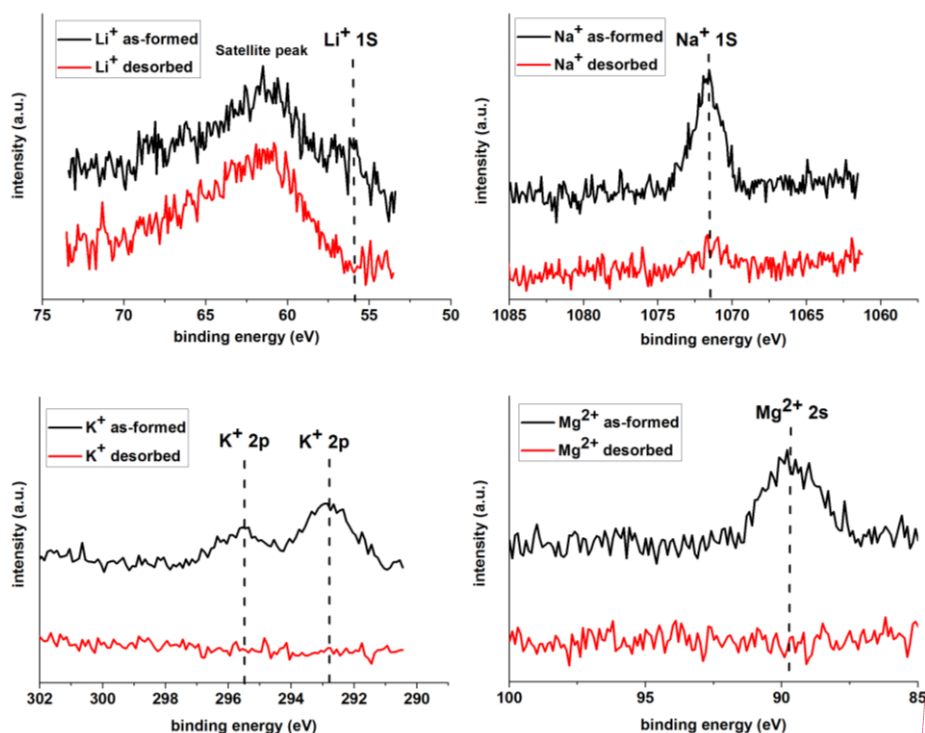 Li+ as-formed
Li+ desorbed
Satellite peak
Li+ 1S
intensity (a.u.)
75 70 65 60 55 50
binding energy (eV)
Na+ as-formed
Na+ desorbed
Na+ 1S
intensity (a.u.)
1085 1080 1075 1070 1065 1060
binding energy (eV)
K+ as-formed
K+ desorbed
K+ 2p K+ 2p
intensity (a.u.)
302 300 298 296 294 292 290
binding energy (eV)
Mg2+ as-formed
Mg2+ desorbed
Mg2+ 2s
intensity (a.u.)
100 95 90 85
binding energy (eV)